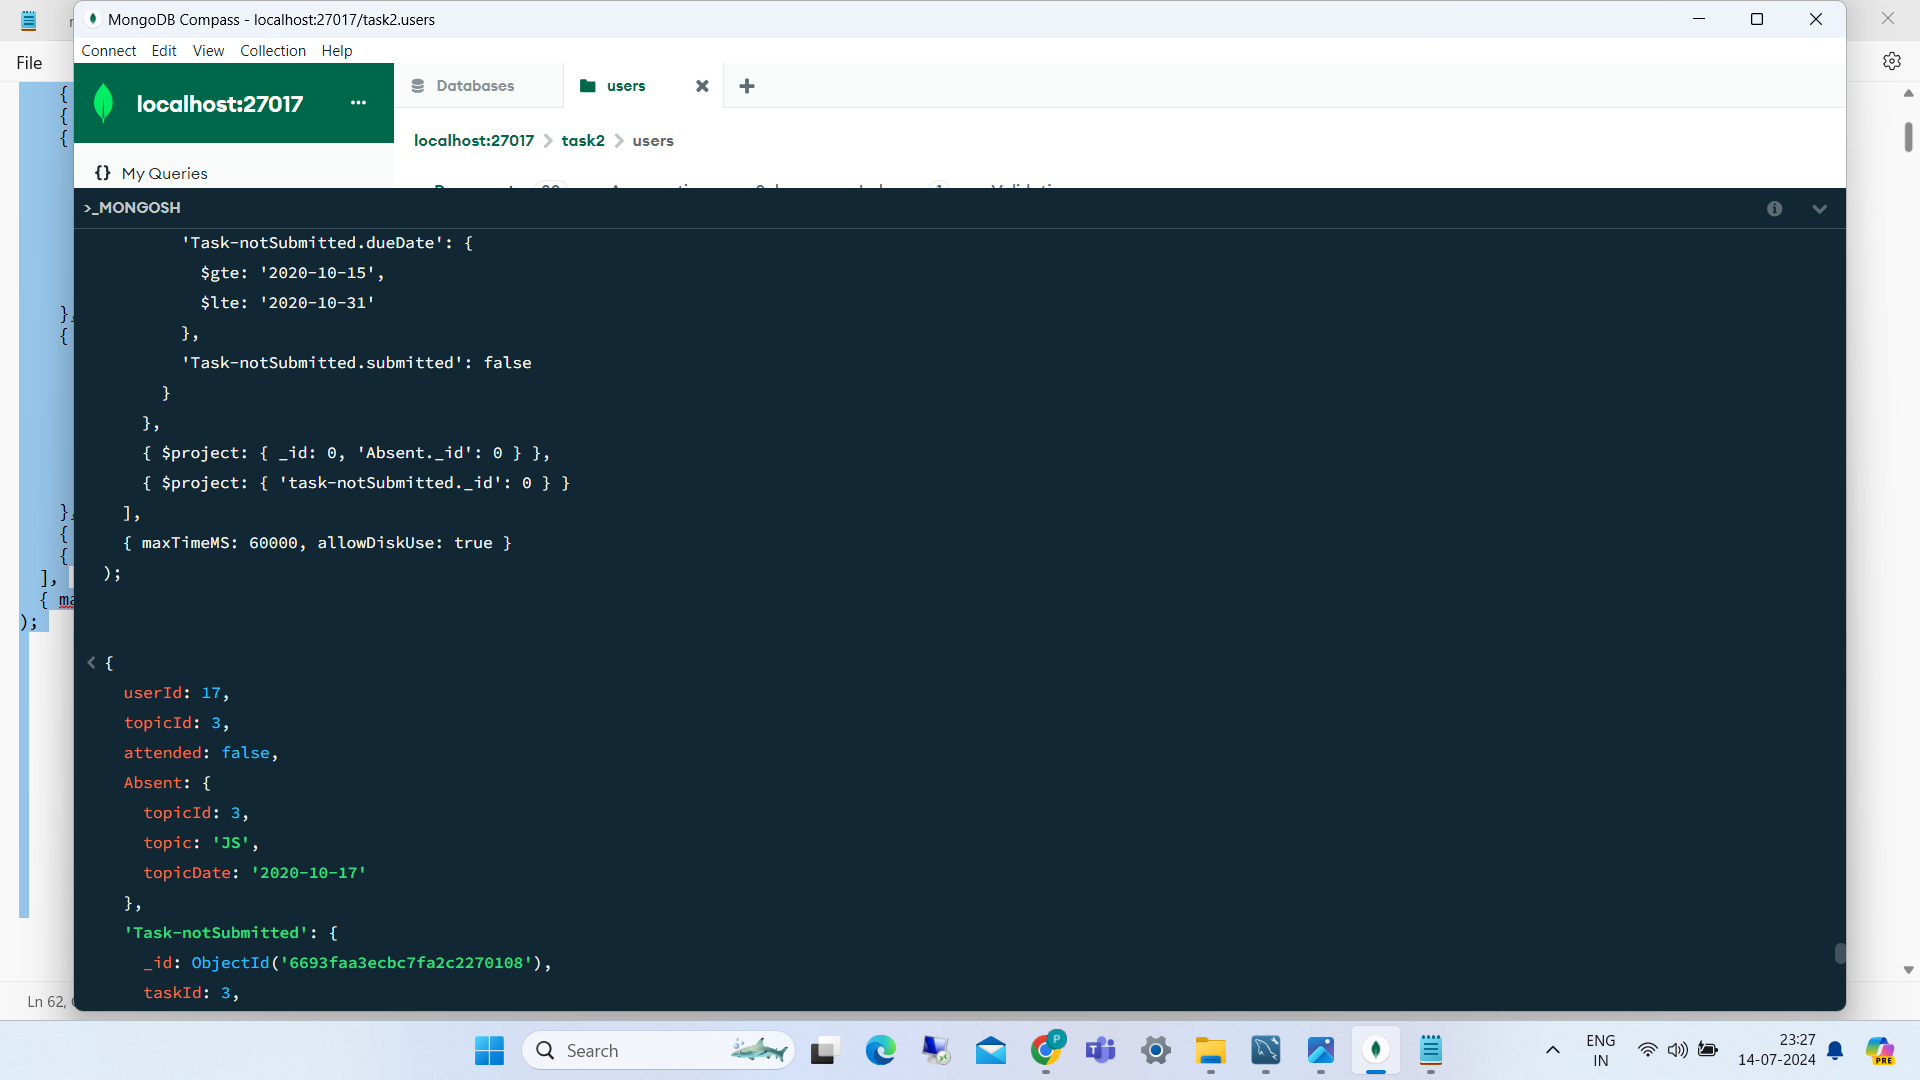 MongoDB Compass - localhost:27017/task2.users
Connect Edit View Collection Help
File
localhost:27017 ...
Databases
users
localhost:27017 > task2 > users
{} My Queries
>_MONGOSH
'Task-notSubmitted.dueDate': {
$gte: '2020-10-15',
$lte: '2020-10-31'
},
'Task-notSubmitted.submitted': false
}
},
{ $project: { _id: 0, 'Absent._id': 0 } },
{ $project: { 'task-notSubmitted._id': 0 } }
],
{ maxTimeMS: 60000, allowDiskUse: true }
);
{
{
{
},
{
},
{
{
],
{ ma
);
< {
userId: 17,
topicId: 3,
attended: false,
Absent: {
topicId: 3,
topic: 'JS',
topicDate: '2020-10-17'
},
'Task-notSubmitted': {
_id: ObjectId('6693faa3ecbc7fa2c2270108'),
taskId: 3,
Ln 62,
Search
P
PRE
ENG
IN
23:27
14-07-2024